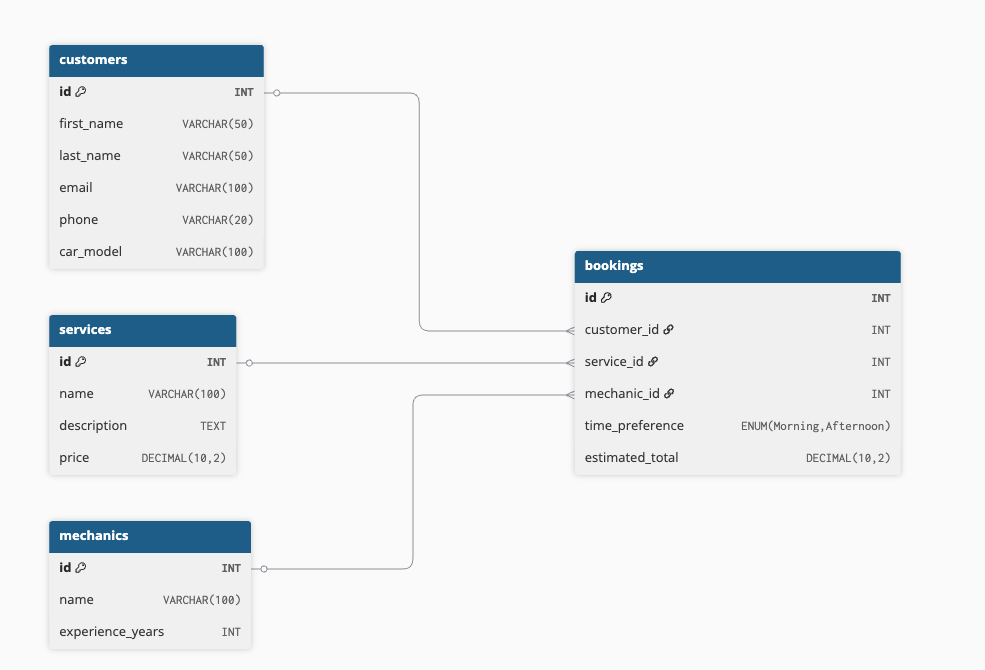 customers
id INT
first_name VARCHAR(50)
last_name VARCHAR(50)
email VARCHAR(100)
phone VARCHAR(20)
car_model VARCHAR(100)
services
id INT
name VARCHAR(100)
description TEXT
price DECIMAL(10,2)
mechanics
id INT
name VARCHAR(100)
experience_years INT
bookings
id INT
customer_id INT
service_id INT
mechanic_id INT
time_preference ENUM(Morning,Afternoon)
estimated_total DECIMAL(10,2)